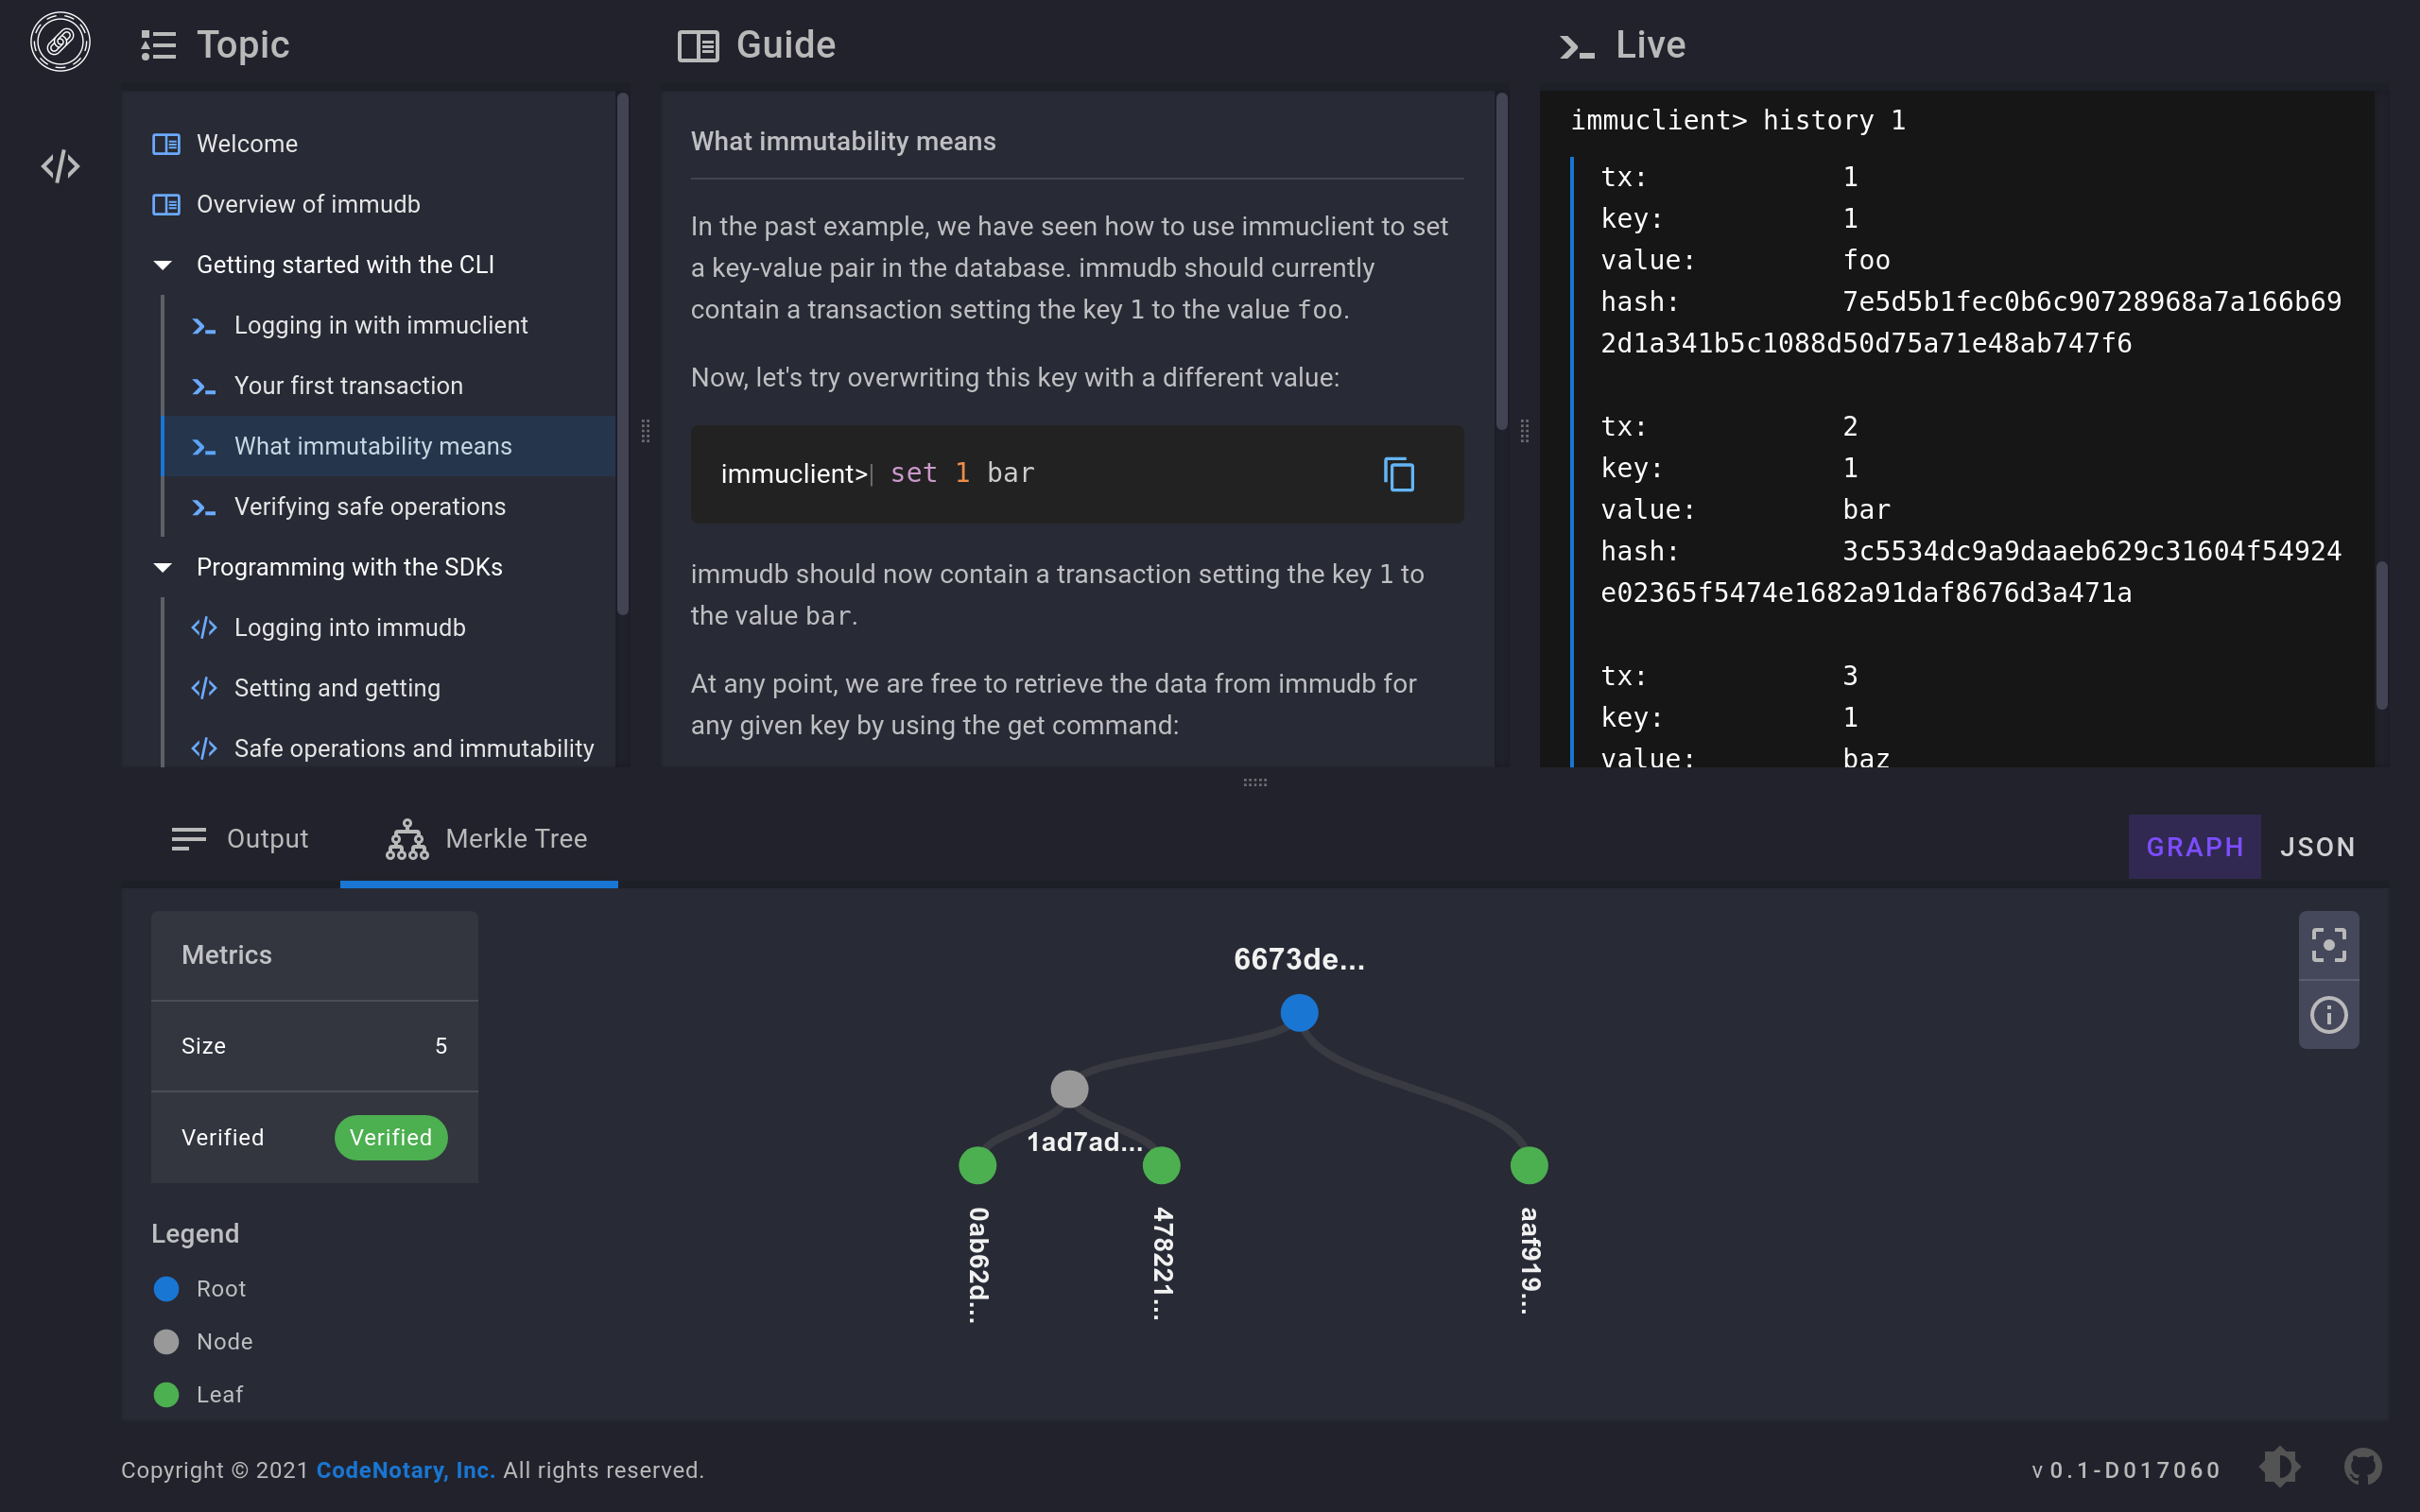 Topic
Welcome
Overview of immudb
Getting started with the CLI
Logging in with immuclient
Your first transaction
What immutability means
Verifying safe operations
Programming with the SDKs
Logging into immudb
Setting and getting
Safe operations and immutability
Guide
What immutability means
In the past example, we have seen how to use immuclient to set
a key-value pair in the database. immudb should currently
contain a transaction setting the key 1 to the value foo.
Now, let's try overwriting this key with a different value:
immuclient>| set 1 bar
immudb should now contain a transaction setting the key 1 to
the value bar.
At any point, we are free to retrieve the data from immudb for
any given key by using the get command:
Live
immuclient> history 1
tx: 1
key: 1
value: foo
hash: 7e5d5b1fec0b6c90728968a7a166b69
2d1a341b5c1088d50d75a71e48ab747f6
tx: 2
key: 1
value: bar
hash: 3c5534dc9a9daaeb629c31604f54924
e02365f5474e1682a91daf8676d3a471a
tx: 3
key: 1
value: baz
Output
Merkle Tree
GRAPH
JSON
Metrics
Size 5
Verified Verified
Legend
Root
Node
Leaf
6673de...
1ad7ad...
0ab62d...
478221...
aaf919...
Copyright © 2021 CodeNotary, Inc. All rights reserved.
v 0.1-D017060